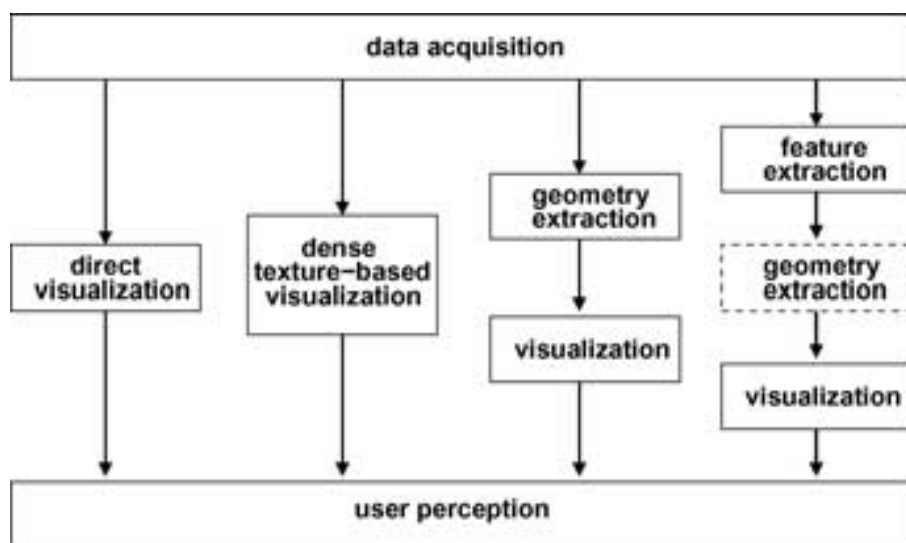 data acquisition
direct
visualization
dense
texture-based
visualization
geometry
extraction
visualization
feature
extraction
geometry
extraction
visualization
user perception